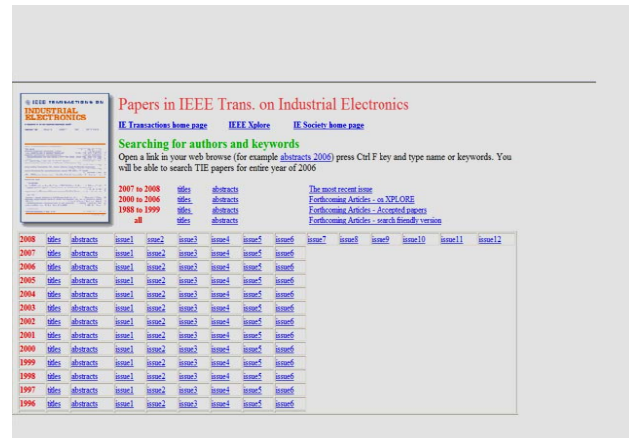 IEEE TRANSACTIONS ON
INDUSTRIAL
ELECTRONICS
Papers in IEEE Trans. on Industrial Electronics
IE Transactions home page IEEE Xplore IE Society home page
Searching for authors and keywords
Open a link in your web browse (for example abstracts 2006) press Ctrl F key and type name or keywords. You
will be able to search TIE papers for entire year of
2006
2007 to 2008 titles abstracts The most recent issue
2000 to 2006 titles abstracts Forthcoming Articles - on XPLORE
1988 to 1999 titles abstracts Forthcoming Articles - Accepted papers
all titles abstracts Forthcoming Articles - search friendly version
2008 titles abstracts issue1 issue2 issue3 issue4 issue5 issue6 issue7 issue8 issue9 issue10 issue11 issue12
2007 titles abstracts issue1 issue2 issue3 issue4 issue5 issue6
2006 titles abstracts issue1 issue2 issue3 issue4 issue5 issue6
2005 titles abstracts issue1 issue2 issue3 issue4 issue5 issue6
2004 titles abstracts issue1 issue2 issue3 issue4 issue5 issue6
2003 titles abstracts issue1 issue2 issue3 issue4 issue5 issue6
2002 titles abstracts issue1 issue2 issue3 issue4 issue5 issue6
2001 titles abstracts issue1 issue2 issue3 issue4 issue5 issue6
2000 titles abstracts issue1 issue2 issue3 issue4 issue5 issue6
1999 titles abstracts issue1 issue2 issue3 issue4 issue5 issue6
1998 titles abstracts issue1 issue2 issue3 issue4 issue5 issue6
1997 titles abstracts issue1 issue2 issue3 issue4 issue5 issue6
1996 titles abstracts issue1 issue2 issue3 issue4 issue5 issue6